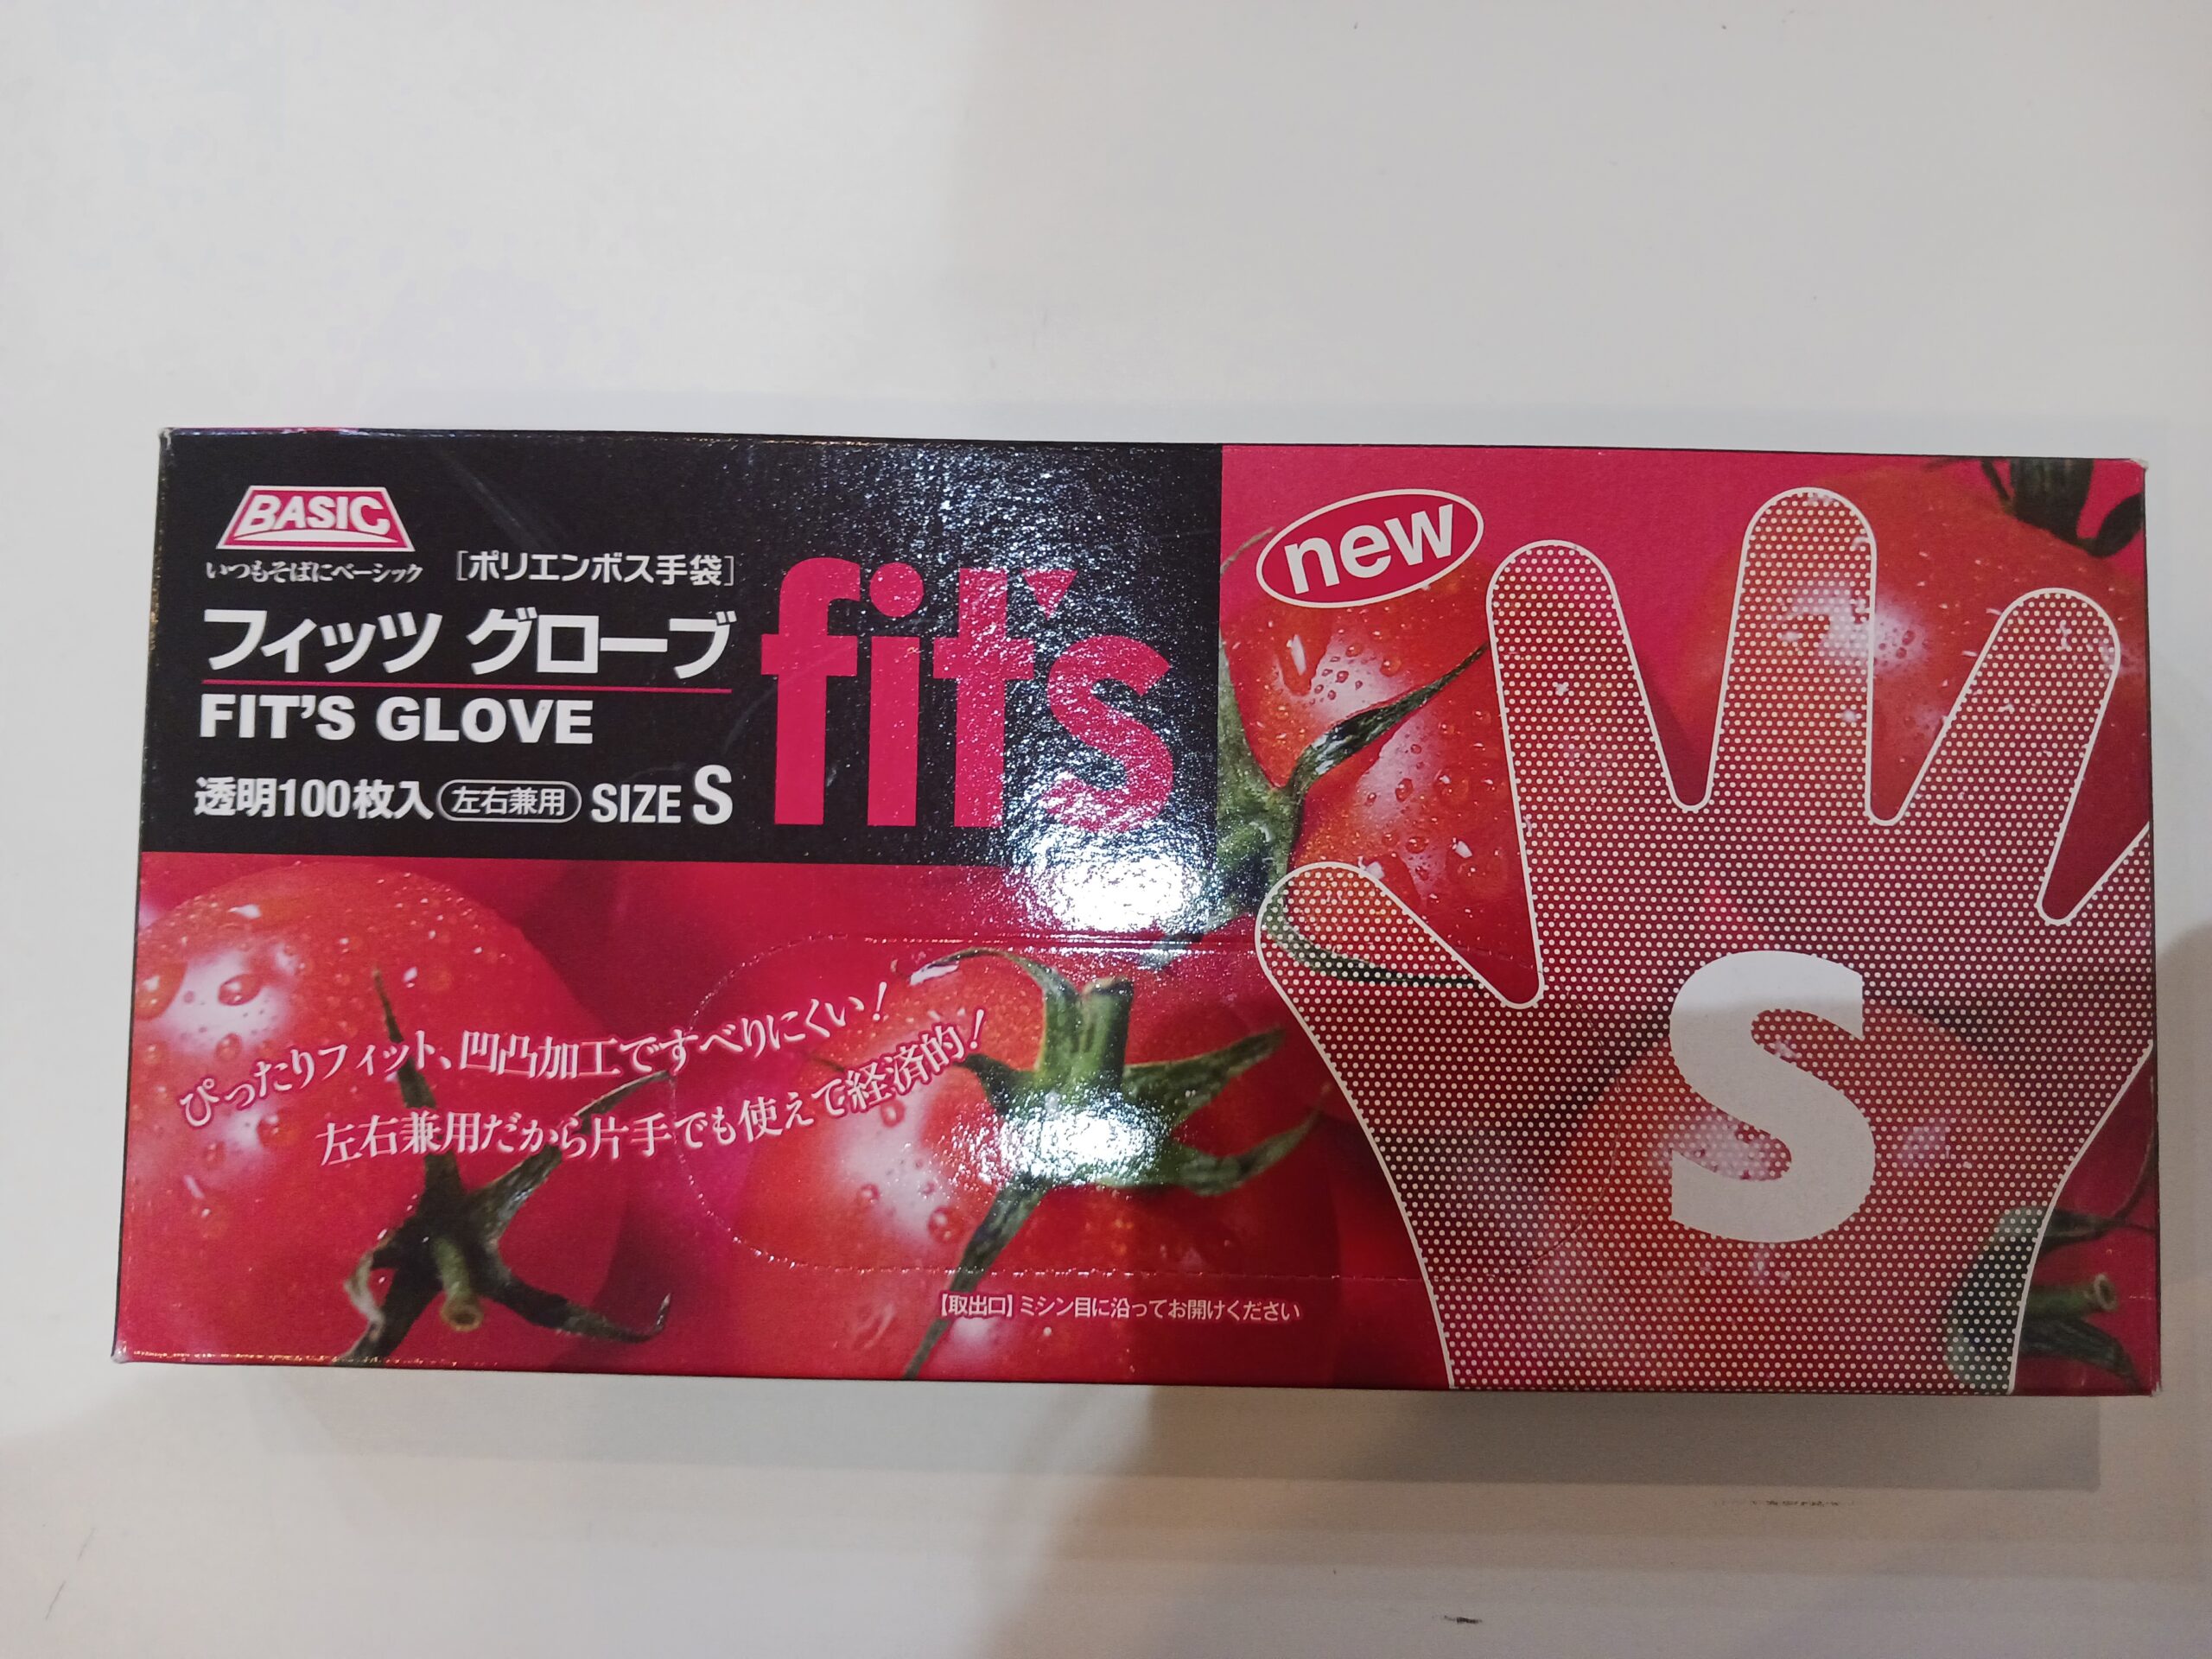 BASIC
いつもそばにベーシック
［ポリエンボス手袋］
フィッツ グローブ
FIT'S GLOVE
透明100枚入 左右兼用 SIZE S
fit's
new
ぴったりフィット、凹凸加工ですべりにくい！
左右兼用だから片手でも使えて経済的！
S
【取出口】ミシン目に沿ってお開けください